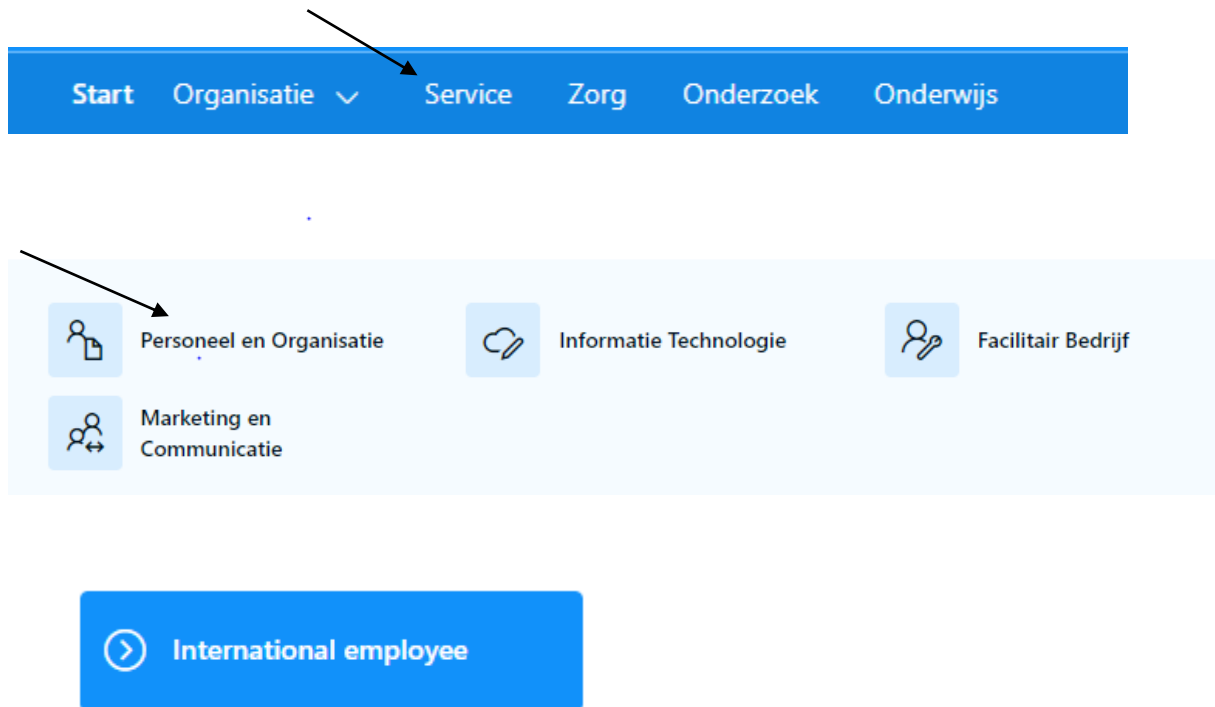 Start Organisatie Service Zorg Onderzoek Onderwijs
Personeel en Organisatie Informatie Technologie Facilitair Bedrijf
Marketing en
Communicatie
International employee